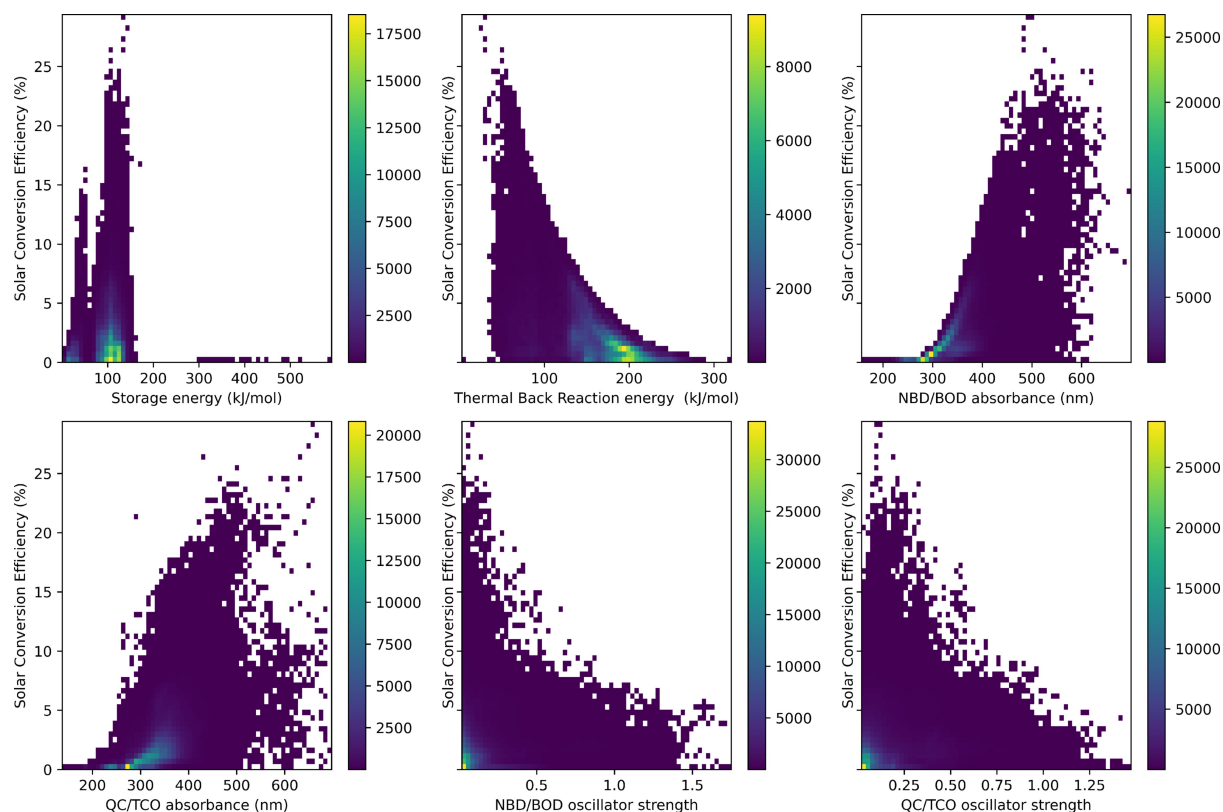 Solar Conversion Efficiency (%)
25
20
15
10
5
0
0 100 200 300 400 500
Storage energy (kJ/mol)
17500
15000
12500
10000
7500
5000
2500
Solar Conversion Efficiency (%)
100 200 300
Thermal Back Reaction energy (kJ/mol)
8000
6000
4000
2000
Solar Conversion Efficiency (%)
200 300 400 500 600
NBD/BOD absorbance (nm)
25000
20000
15000
10000
5000
Solar Conversion Efficiency (%)
25
20
15
10
5
0
200 300 400 500 600
QC/TCO absorbance (nm)
20000
17500
15000
12500
10000
7500
5000
2500
Solar Conversion Efficiency (%)
0.5 1.0 1.5
NBD/BOD oscillator strength
30000
25000
20000
15000
10000
5000
Solar Conversion Efficiency (%)
0.25 0.50 0.75 1.00 1.25
QC/TCO oscillator strength
25000
20000
15000
10000
5000